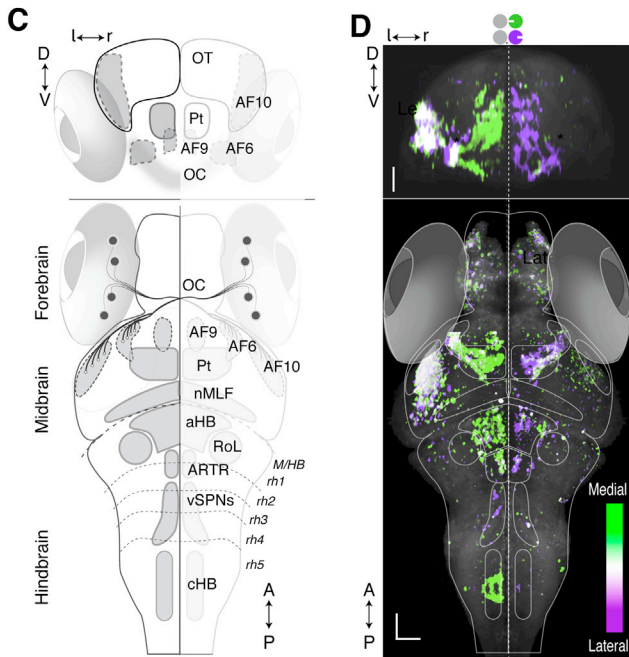 C
l r
D
V
OT
AF10
Pt
AF9 AF6
OC
Forebrain
OC
AF9
AF6
AF10
Pt
Midbrain
nMLF
aHB
RoL
M/HB
ARTR
rh1
vSPNs
rh2
rh3
rh4
rh5
Hindbrain
cHB
A
P
D
l r
D
V
Le
*
*
Lat
Medial
Lateral
A
P